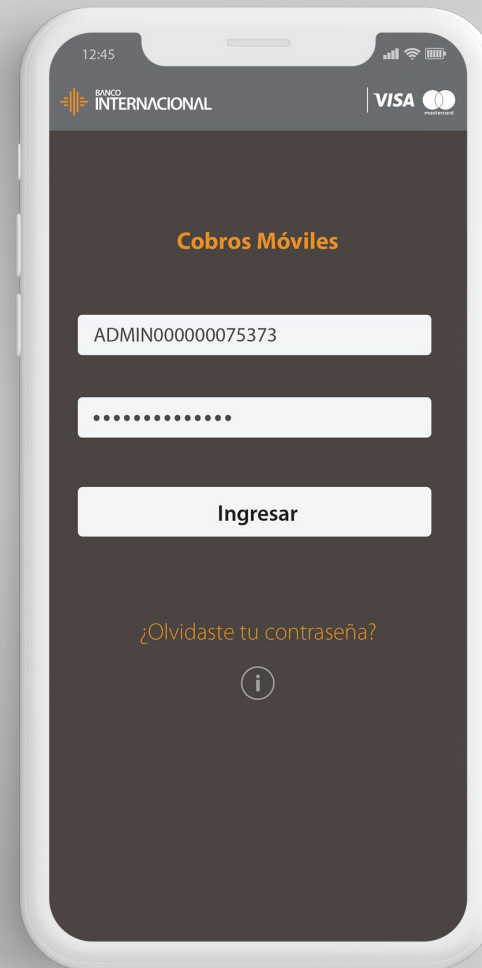 12:45
BANCO
INTERNACIONAL
VISA
mastercard
Cobros Móviles
ADMIN000000075373
••••••••••••••
Ingresar
¿Olvidaste tu contraseña?
i